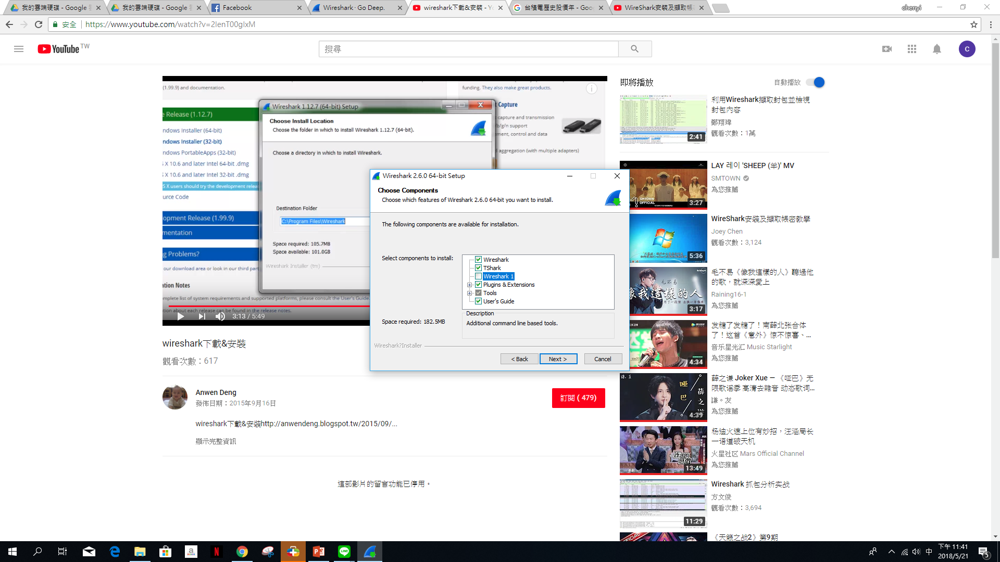 我的雲端硬碟 - Google
我的雲端硬碟 - Google
Facebook
Wireshark · Go Deep.
wireshark下載&安裝 - Y
台積電歷史股價年 - Goo
WireShark安裝及擷取帳
chenyi
安全
https://www.youtube.com/watch?v=2lenT00glxM
YouTube TW
搜尋
C
(1.99.9) and documentation.
funding. They also make great products.
e Release (1.12.7)
ndows Installer (64-bit)
ndows Installer (32-bit)
ndows PortableApps (32-bit)
S X 10.6 and later Intel 64-bit .dmg
S X 10.6 and later Intel 32-bit .dmg
S X users should try the development relea
urce Code
opment Release (1.99.9)
mentation
g Problems?
our download area or look in our third part
ation Notes
mplete list of system requirements and supported platforms, please consult the User's Guide.
ation about each release can be found in the release notes.
t Capture
t capture and transmission
/b/g/n support
ement, control and data
l aggregation (with multiple adapters)
Wireshark 1.12.7 (64-bit) Setup
Choose Install Location
Choose the folder in which to install Wireshark 1.12.7 (64-bit).
Choose a directory in which to install Wireshark.
Destination Folder
C:\Program Files\Wireshark
Space required: 105.7MB
Space available: 101.0GB
Wireshark Installer (tm)
3:13 / 5:49
Wireshark 2.6.0 64-bit Setup
Choose Components
Choose which features of Wireshark 2.6.0 64-bit you want to install.
The following components are available for installation.
Select components to install:
Wireshark
TShark
Wireshark 1
Plugins & Extensions
Tools
User's Guide
Space required: 182.5MB
Description
Additional command line based tools.
Wireshark?Installer
< Back
Next >
Cancel
wireshark下載&安裝
觀看次數：617
Anwen Deng
發佈日期：2015年9月16日
訂閱 ( 479)
wireshark下載&安裝http://anwendeng.blogspot.tw/2015/09/...
顯示完整資訊
這部影片的留言功能已停用。
即將播放
自動播放
2:41
利用Wireshark擷取封包並檢視
封包內容
鄭翔瑋
觀看次數：1萬
SMTOWN
OFFICIAL
3:27
LAY 레이 'SHEEP (羊)' MV
SMTOWN
為您推薦
5:36
WireShark安裝及擷取帳密教學
Joey Chen
觀看次數：3,124
毛不易
像我這樣的人
3:17
毛不易《像我這樣的人》聽過他
的歌，就深深愛上
Raining16-1
為您推薦
4:34
发糖了发糖了！南薛北张合体
了！这首《意外》惊不惊喜、...
音乐星光汇 Music Starlight
為您推薦
哑
巴
薛之谦
4:39
薛之谦 Joker Xue — 《哑巴》无
限歌谣季 高清去雜音 动态歌词...
謙。友
為您推薦
13:49
杨迪火速上位有妙招，汪涵局长
一语道破天机
火星社区 Mars Official Channel
為您推薦
11:29
Wireshark 抓包分析实战
方文俊
觀看次數：3,694
OFFICIAL
《天籁之战2》第9期
中
下午 11:41
2018/5/21
5